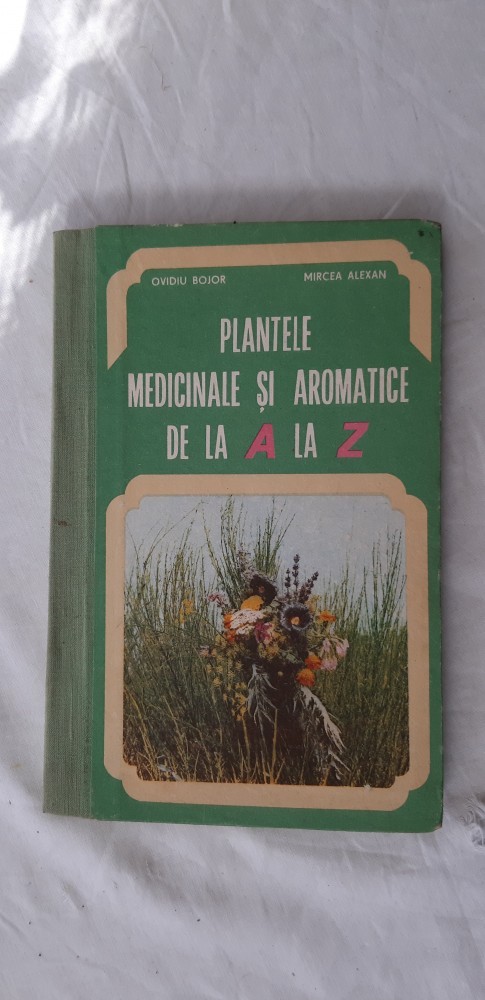 OVIDIU BOJOR MIRCEA ALEXAN
PLANTELE
MEDICINALE ȘI AROMATICE
DE LA A LA Z